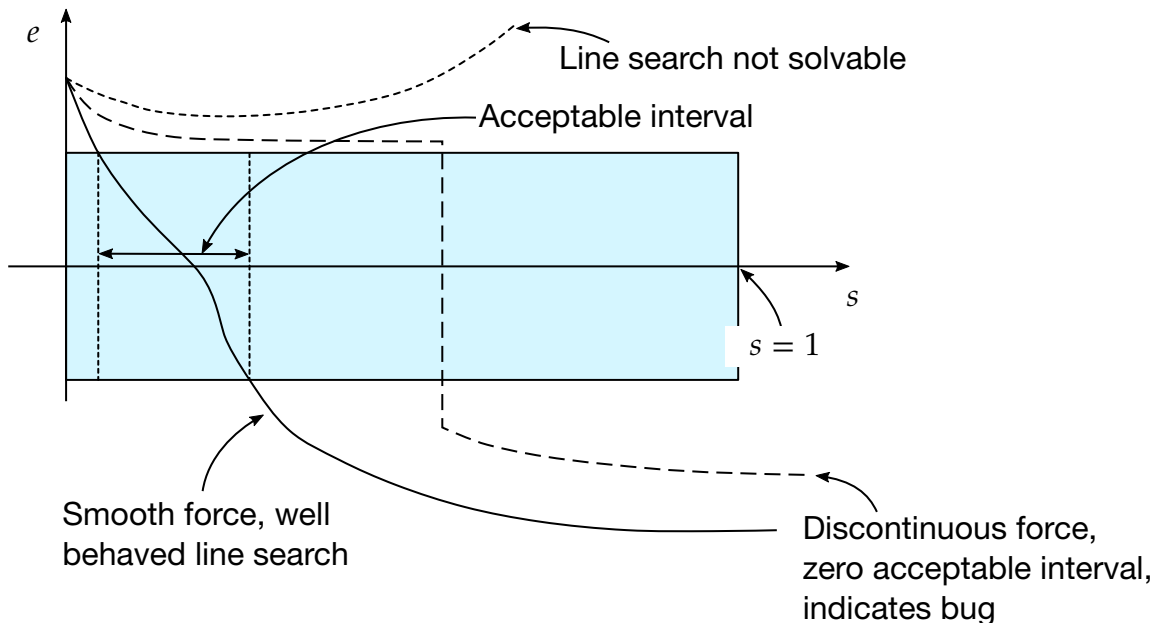 e
Line search not solvable
Acceptable interval
s
s = 1
Smooth force, well
behaved line search
Discontinuous force,
zero acceptable interval,
indicates bug